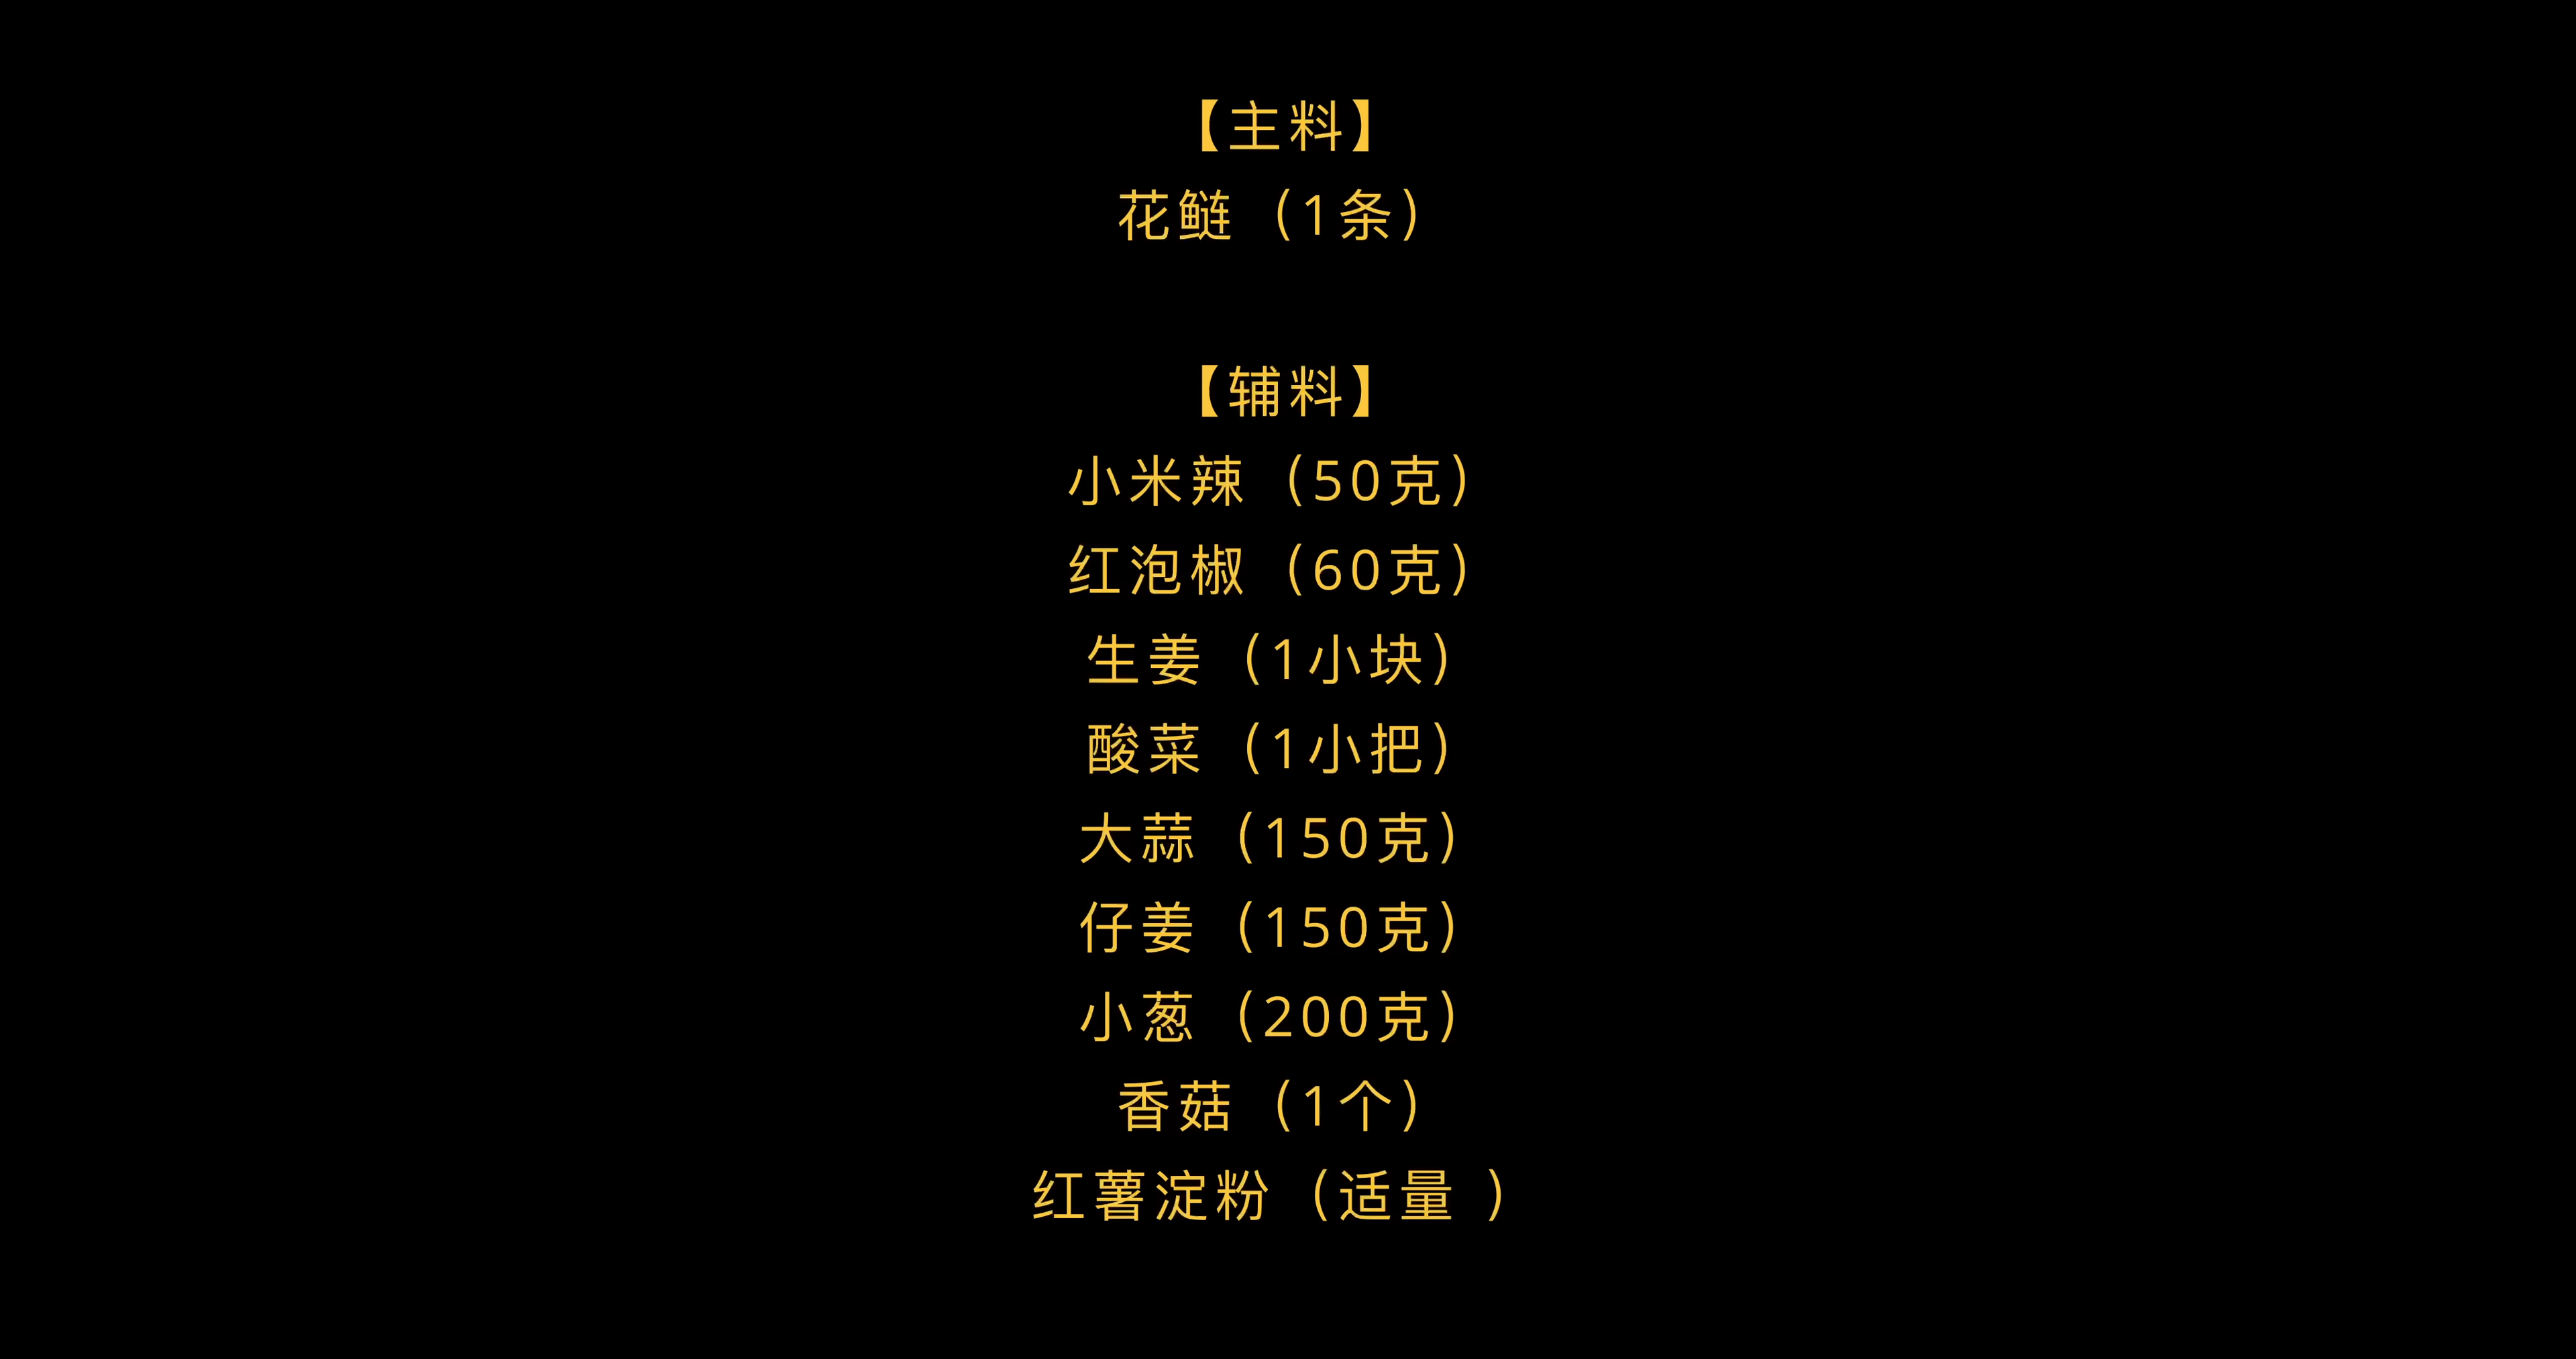 【主料】
花鲢（1条）
【辅料】
小米辣（50克）
红泡椒（60克）
生姜（1小块）
酸菜（1小把）
大蒜（150克）
仔姜（150克）
小葱（200克）
香菇（1个）
红薯淀粉（适量 ）